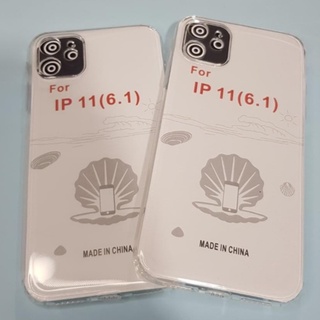 For
IP 11(6.1)
MADE IN CHINA
For
IP 11(6.1)
MADE IN CHINA